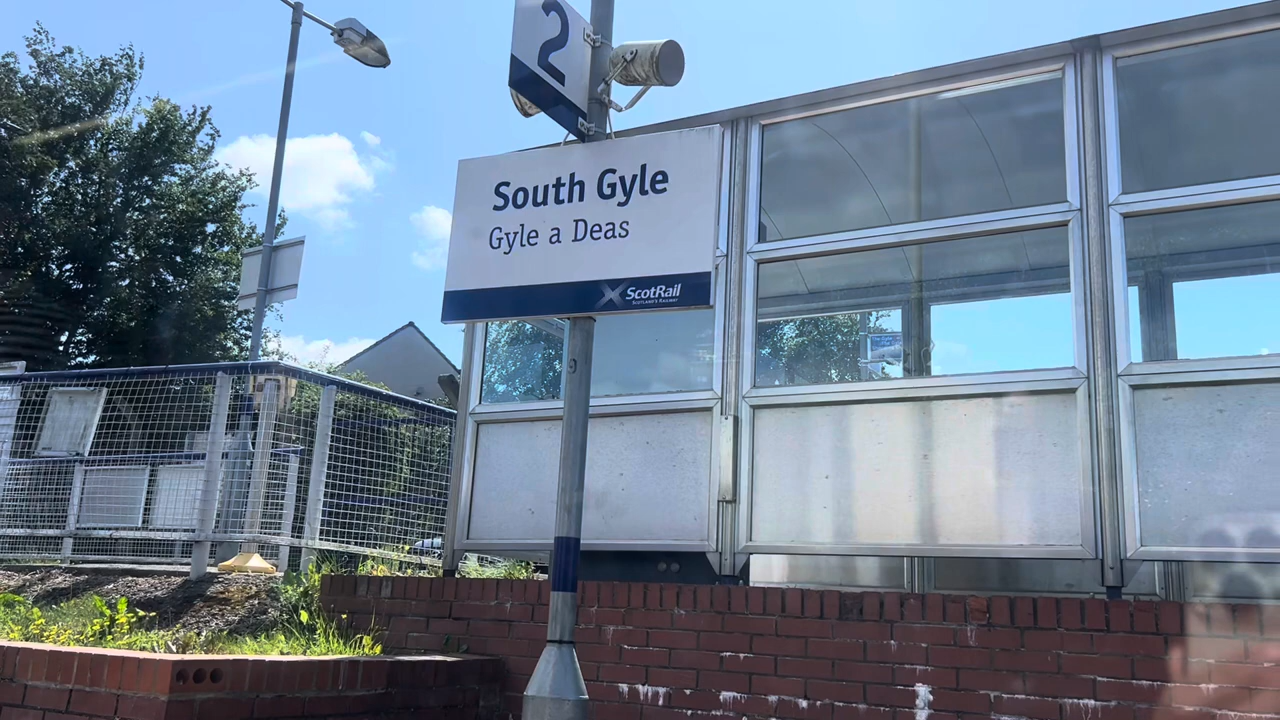 2
South Gyle
Gyle a Deas
ScotRail
SCOTLAND'S RAILWAY